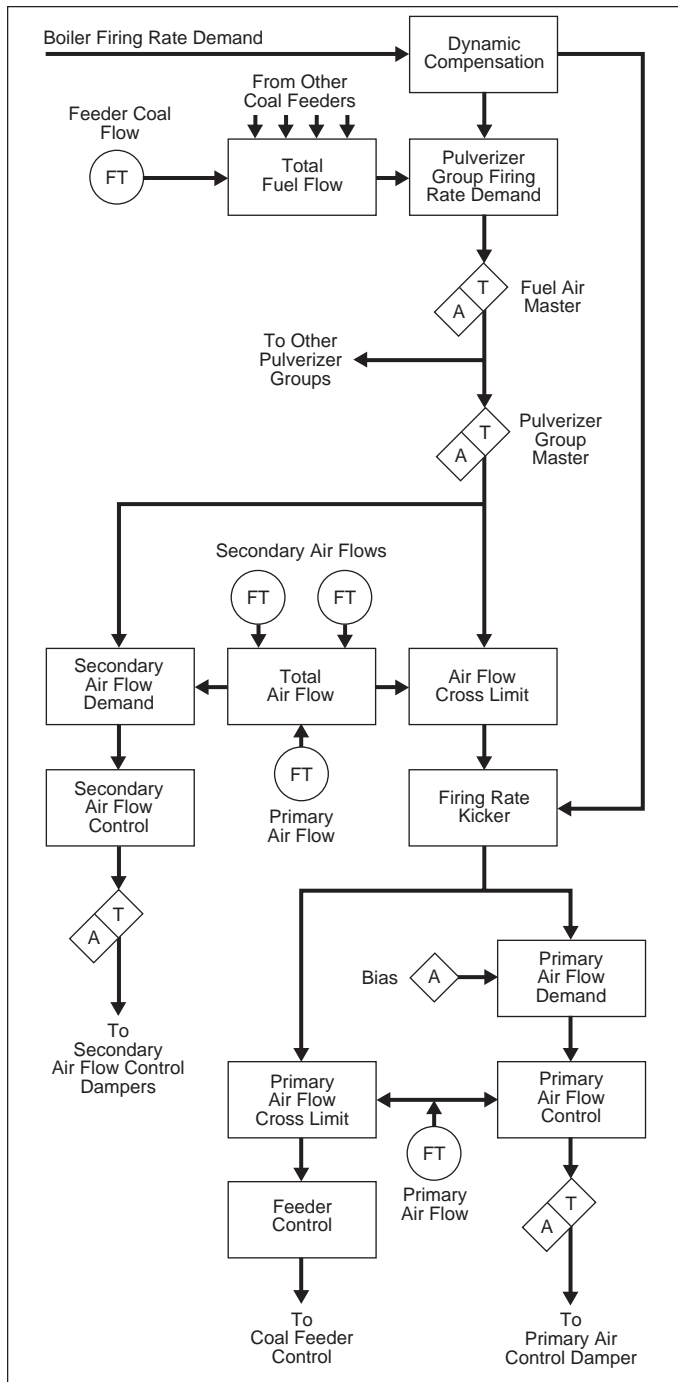 Boiler Firing Rate Demand
Dynamic
Compensation
From Other
Coal Feeders
Feeder Coal
Flow
FT
Total
Fuel Flow
Pulverizer
Group Firing
Rate Demand
T
A
Fuel Air
Master
To Other
Pulverizer
Groups
T
A
Pulverizer
Group
Master
Secondary Air Flows
FT
FT
Secondary
Air Flow
Demand
Total
Air Flow
Air Flow
Cross Limit
FT
Primary
Air Flow
Secondary
Air Flow
Control
Firing Rate
Kicker
T
A
Bias
A
Primary
Air Flow
Demand
To
Secondary
Air Flow Control
Dampers
Primary
Air Flow
Cross Limit
Primary
Air Flow
Control
FT
Primary
Air Flow
Feeder
Control
T
A
To
Coal Feeder
Control
To
Primary Air
Control Damper